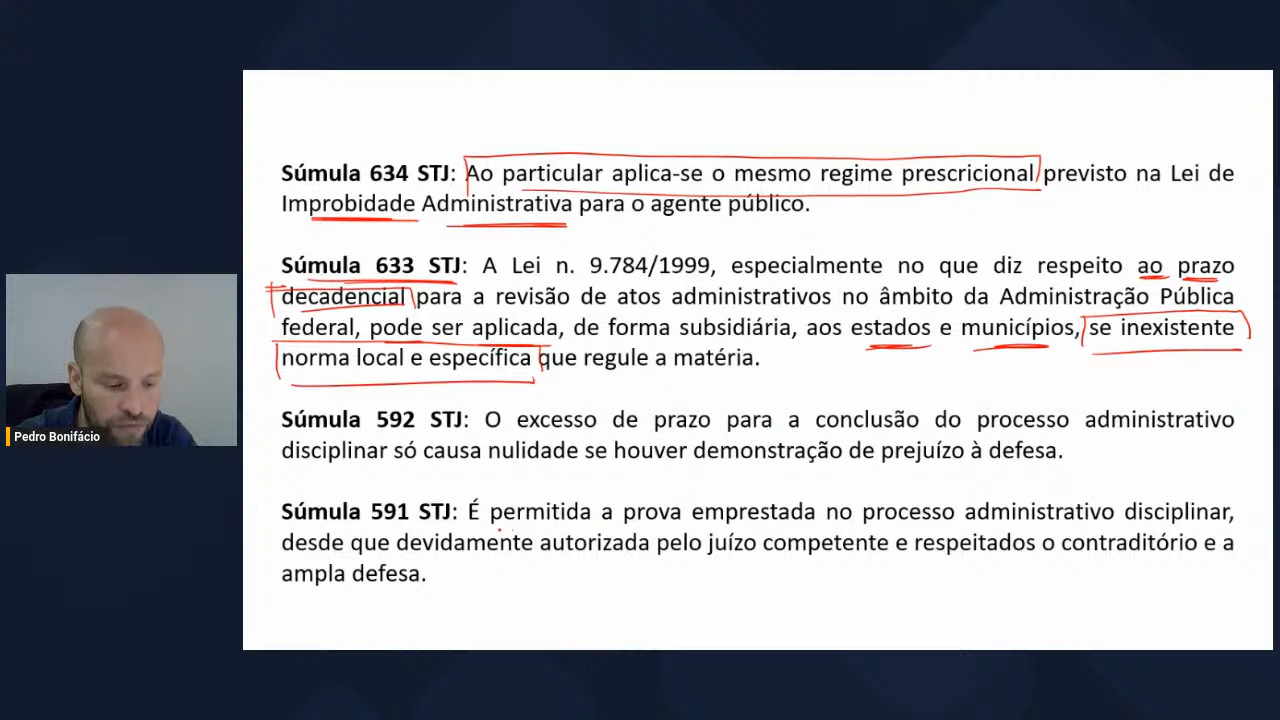 Súmula 634 STJ: Ao particular aplica-se o mesmo regime prescricional previsto na Lei de
Improbidade Administrativa para o agente público.
Súmula 633 STJ: A Lei n. 9.784/1999, especialmente no que diz respeito ao prazo
decadencial para a revisão de atos administrativos no âmbito da Administração Pública
federal, pode ser aplicada, de forma subsidiária, aos estados e municípios, se inexistente
norma local e específica que regule a matéria.
Súmula 592 STJ: O excesso de prazo para a conclusão do processo administrativo
disciplinar só causa nulidade se houver demonstração de prejuízo à defesa.
Súmula 591 STJ: É permitida a prova emprestada no processo administrativo disciplinar,
desde que devidamente autorizada pelo juízo competente e respeitados o contraditório e a
ampla defesa.
Pedro Bonifácio